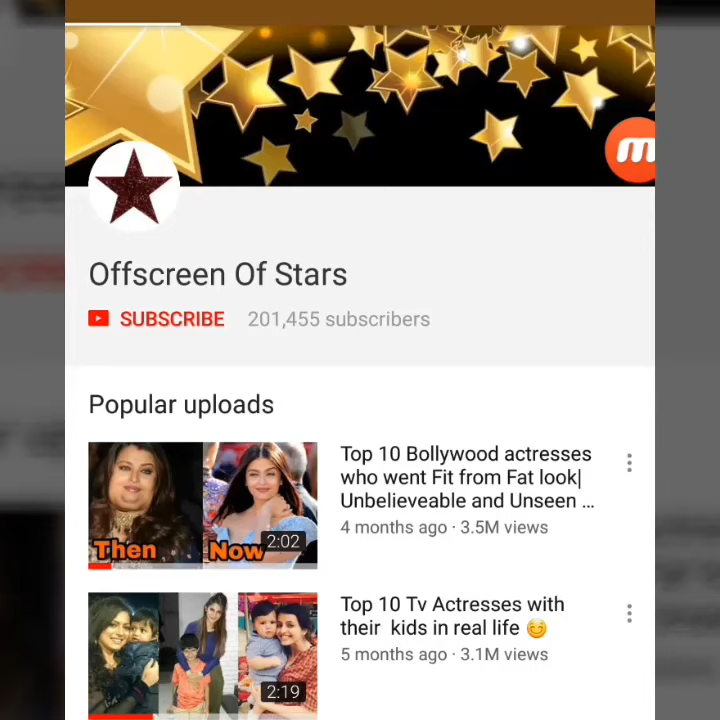 m
Offscreen Of Stars
SUBSCRIBE 201,455 subscribers
Popular uploads
Top 10 Bollywood actresses
who went Fit from Fat look|
Unbelieveable and Unseen ...
4 months ago · 3.5M views
Then Now 2:02
Top 10 Tv Actresses with
their kids in real life 😊
5 months ago · 3.1M views
2:19